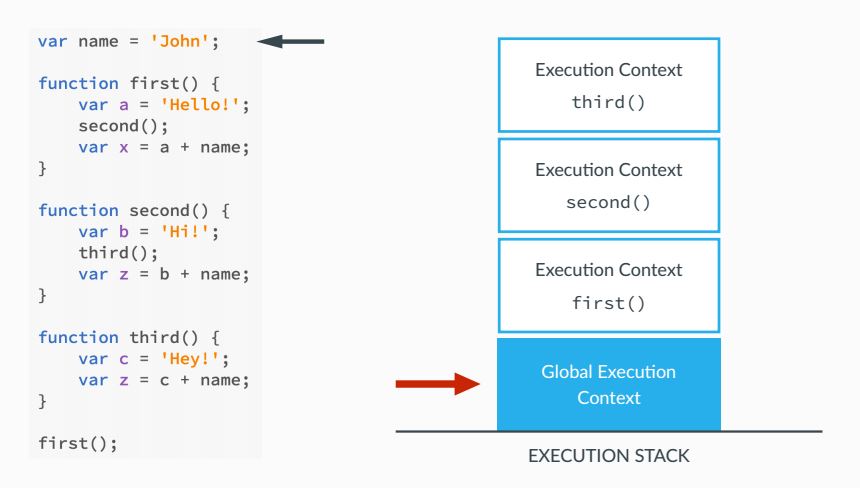 var name = 'John';
function first() {
    var a = 'Hello!';
    second();
    var x = a + name;
}
function second() {
    var b = 'Hi!';
    third();
    var z = b + name;
}
function third() {
    var c = 'Hey!';
    var z = c + name;
}
first();
Execution Context
third()
Execution Context
second()
Execution Context
first()
Global Execution
Context
EXECUTION STACK